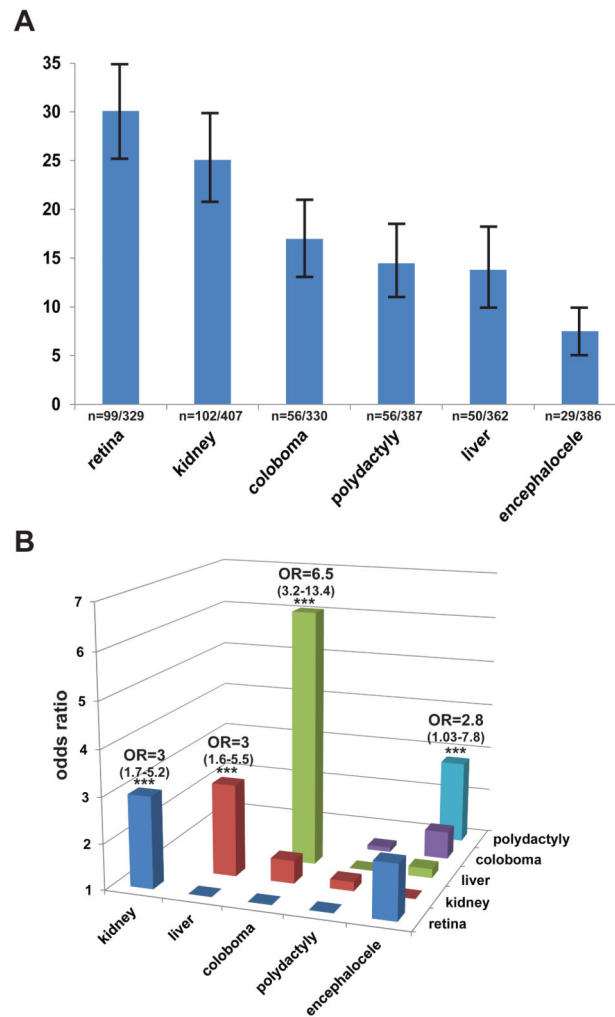 A
35
30
25
20
15
10
5
0
n=99/329 n=102/407 n=56/330 n=56/387 n=50/362 n=29/386
retina kidney coloboma polydactyly liver encephalocele
B
OR=6.5
(3.2-13.4)
***
OR=2.8
(1.03-7.8)
***
OR=3
(1.6-5.5)
***
OR=3
(1.7-5.2)
***
odds ratio
7
6
5
4
3
2
1
polydactyly
coloboma
liver
kidney
retina
kidney liver coloboma polydactyly encephalocele